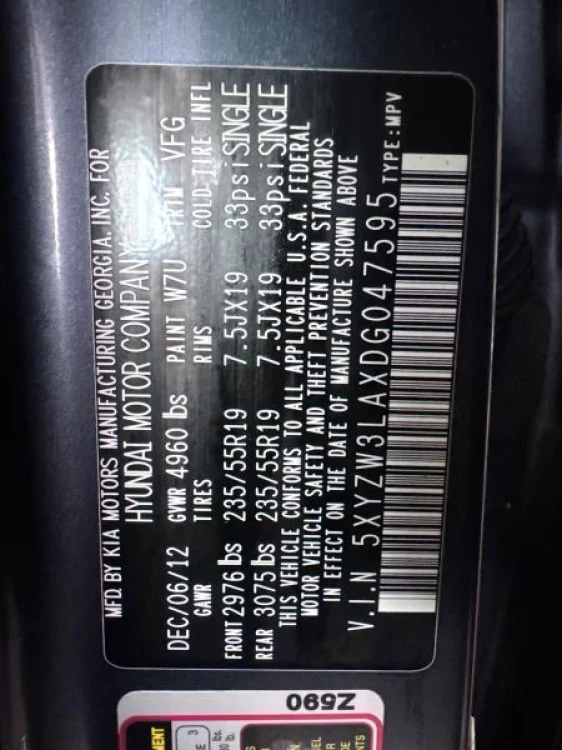 MFD. BY KIA MOTORS MANUFACTURING GEORGIA. INC. FOR
HYUNDAI MOTOR COMPANY
DEC/06/12 GVWR 4960 lbs PAINT W7U TRIM VFG
GAWR TIRES RIMS COLD TIRE INFL
FRONT 2976 lbs 235/55R19 7.5JX19 33psi SINGLE
REAR 3075 lbs 235/55R19 7.5JX19 33psi SINGLE
THIS VEHICLE CONFORMS TO ALL APPLICABLE U.S.A. FEDERAL
MOTOR VEHICLE SAFETY AND THEFT PREVENTION STANDARDS
IN EFFECT ON THE DATE OF MANUFACTURE SHOWN ABOVE
V.I.N 5XYZW3LAXDG047595 TYPE:MPV
Z590